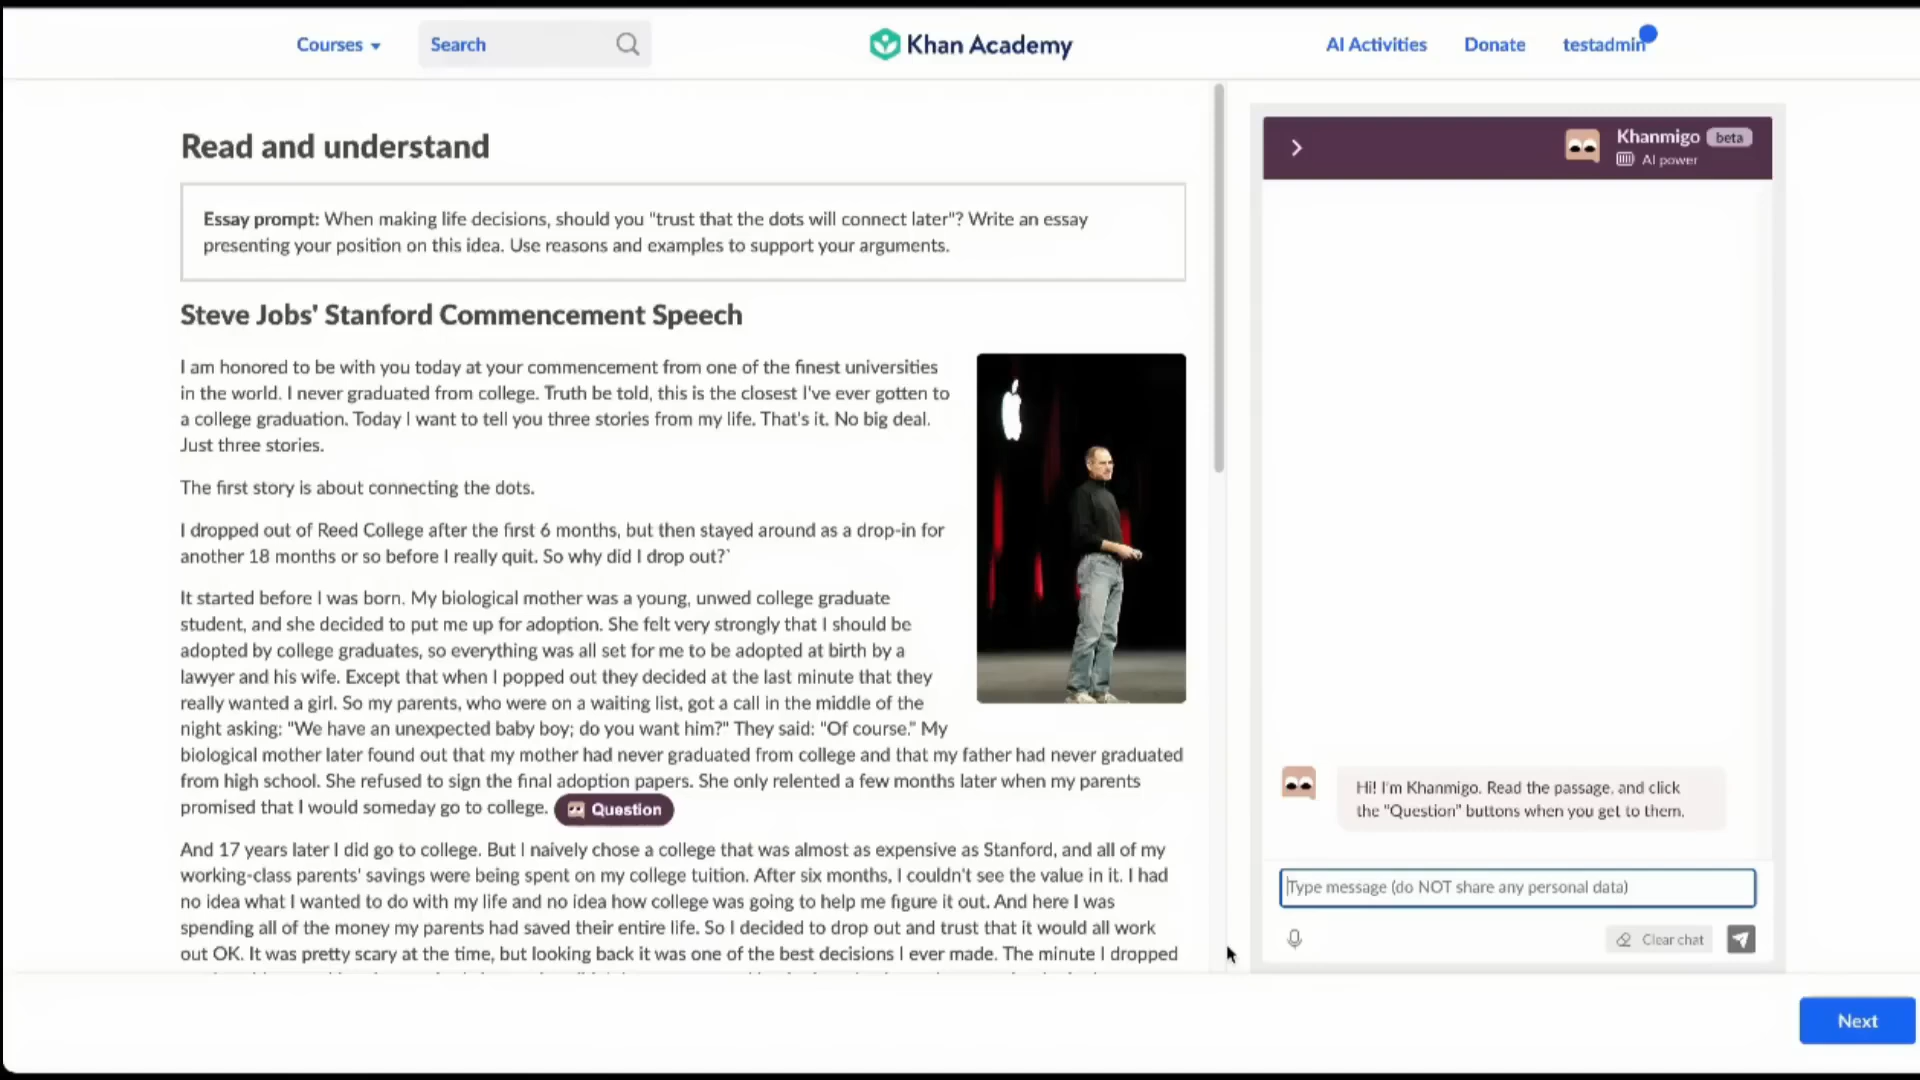 Courses
Search
Khan Academy
AI Activities
Donate
testadmin
Read and understand
Essay prompt: When making life decisions, should you "trust that the dots will connect later"? Write an essay
presenting your position on this idea. Use reasons and examples to support your arguments.
Steve Jobs' Stanford Commencement Speech
I am honored to be with you today at your commencement from one of the finest universities
in the world. I never graduated from college. Truth be told, this is the closest I've ever gotten to
a college graduation. Today I want to tell you three stories from my life. That's it. No big deal.
Just three stories.
The first story is about connecting the dots.
I dropped out of Reed College after the first 6 months, but then stayed around as a drop-in for
another 18 months or so before I really quit. So why did I drop out?`
It started before I was born. My biological mother was a young, unwed college graduate
student, and she decided to put me up for adoption. She felt very strongly that I should be
adopted by college graduates, so everything was all set for me to be adopted at birth by a
lawyer and his wife. Except that when I popped out they decided at the last minute that they
really wanted a girl. So my parents, who were on a waiting list, got a call in the middle of the
night asking: "We have an unexpected baby boy; do you want him?" They said: "Of course." My
biological mother later found out that my mother had never graduated from college and that my father had never graduated
from high school. She refused to sign the final adoption papers. She only relented a few months later when my parents
promised that I would someday go to college. Question
And 17 years later I did go to college. But I naively chose a college that was almost as expensive as Stanford, and all of my
working-class parents' savings were being spent on my college tuition. After six months, I couldn't see the value in it. I had
no idea what I wanted to do with my life and no idea how college was going to help me figure it out. And here I was
spending all of the money my parents had saved their entire life. So I decided to drop out and trust that it would all work
out OK. It was pretty scary at the time, but looking back it was one of the best decisions I ever made. The minute I dropped
Khanmigo beta
AI power
Hi! I'm Khanmigo. Read the passage, and click
the "Question" buttons when you get to them.
Type message (do NOT share any personal data)
Clear chat
Next